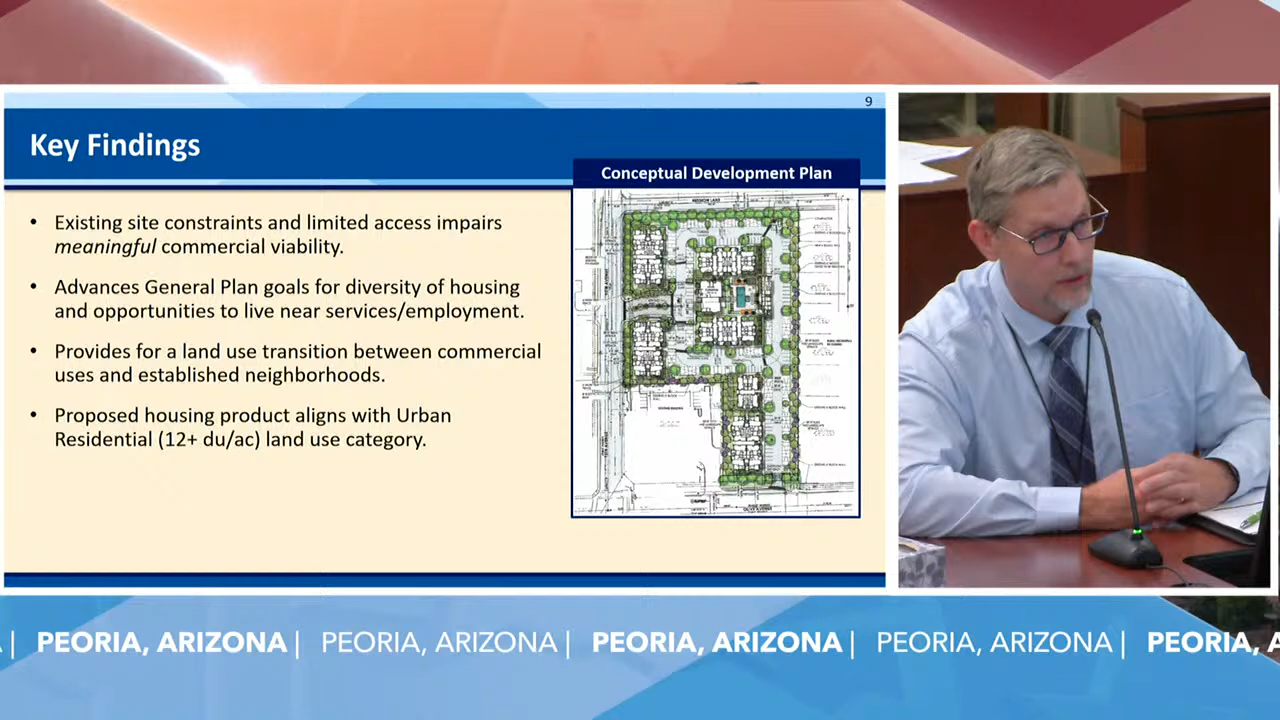 9
Key Findings
Conceptual Development Plan
• Existing site constraints and limited access impairs
meaningful commercial viability.
• Advances General Plan goals for diversity of housing
and opportunities to live near services/employment.
• Provides for a land use transition between commercial
uses and established neighborhoods.
• Proposed housing product aligns with Urban
Residential (12+ du/ac) land use category.
| PEORIA, ARIZONA | PEORIA, ARIZONA | PEORIA, ARIZONA | PEORIA, ARIZONA | PEORIA, A